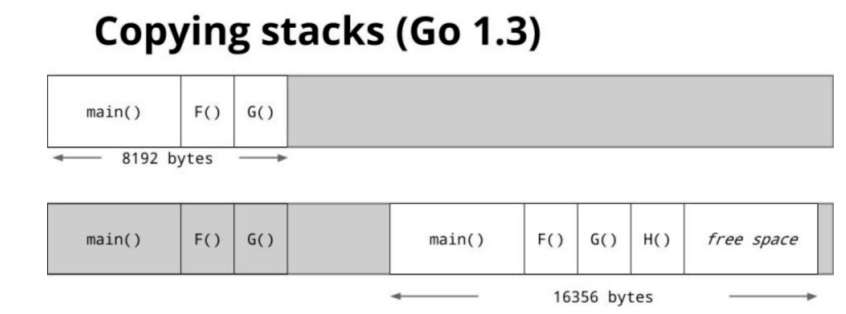 Copying stacks (Go 1.3)
main() F() G()
8192 bytes
main() F() G() main() F() G() H() free space
16356 bytes